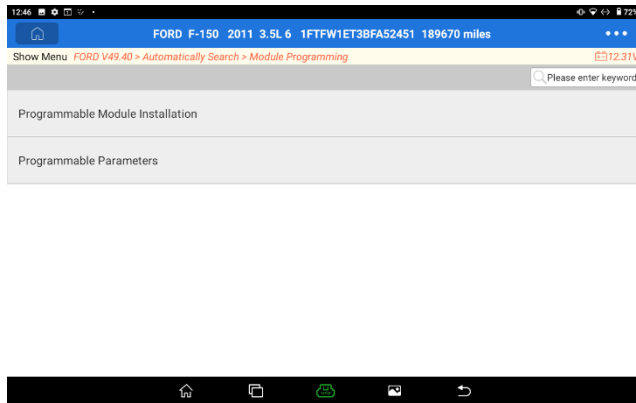 12:46 72%
FORD F-150 2011 3.5L 6 1FTFW1ET3BFA52451 189670 miles
Show Menu FORD V49.40 > Automatically Search > Module Programming 12.31V
Please enter keyword
Programmable Module Installation
Programmable Parameters